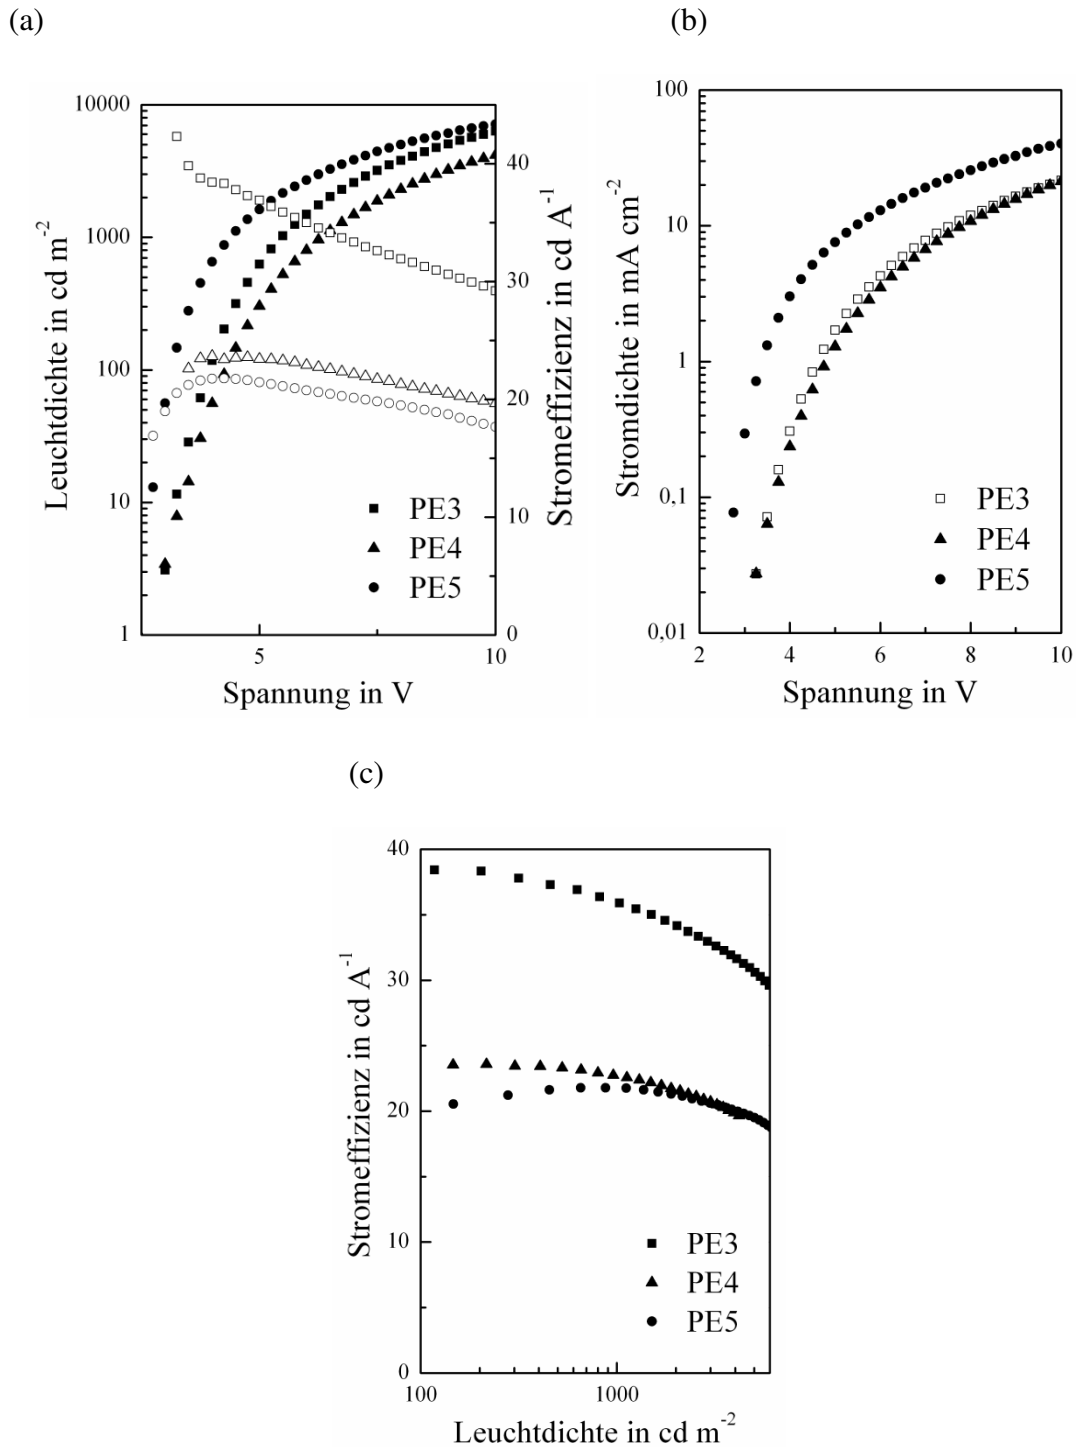 (a)
10000
1000
100
10
1
40
30
20
10
0
5
10
Leuchtdichte in cd m⁻²
Stromeffizienz in cd A⁻¹
PE3
PE4
PE5
Spannung in V
(b)
100
10
1
0,1
0,01
2
4
6
8
10
Stromdichte in mA cm⁻²
PE3
PE4
PE5
Spannung in V
(c)
40
30
20
10
0
100
1000
Stromeffizienz in cd A⁻¹
PE3
PE4
PE5
Leuchtdichte in cd m⁻²